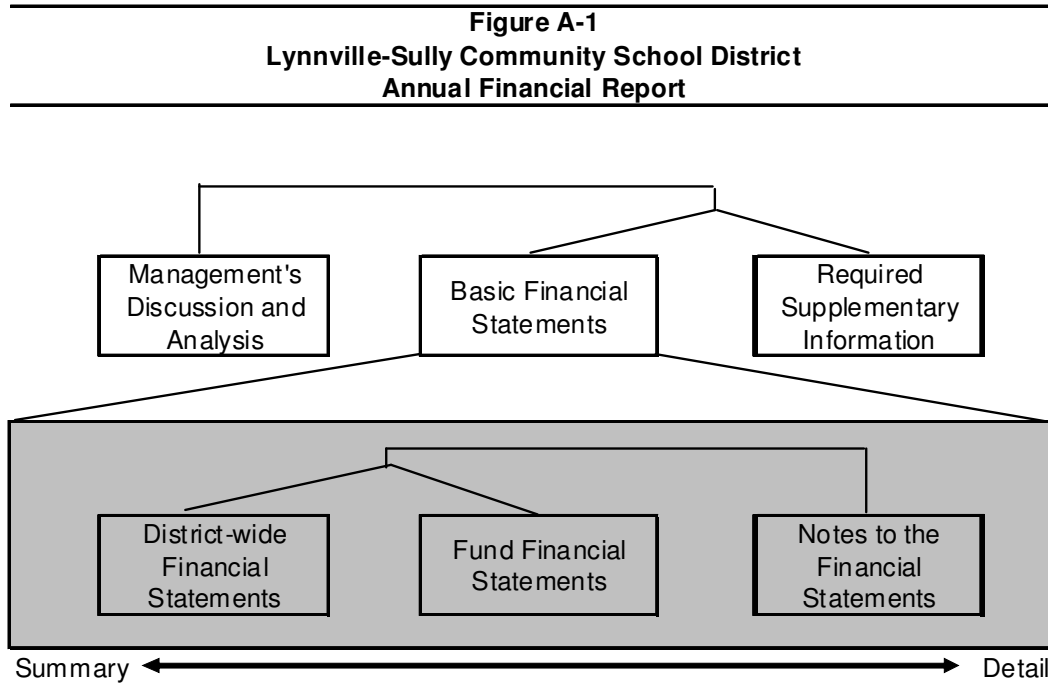 Figure A-1
Lynnville-Sully Community School District
Annual Financial Report
Management's
Discussion and
Analysis
Basic Financial
Statements
Required
Supplementary
Information
District-wide
Financial
Statements
Fund Financial
Statements
Notes to the
Financial
Statements
Summary
Detail